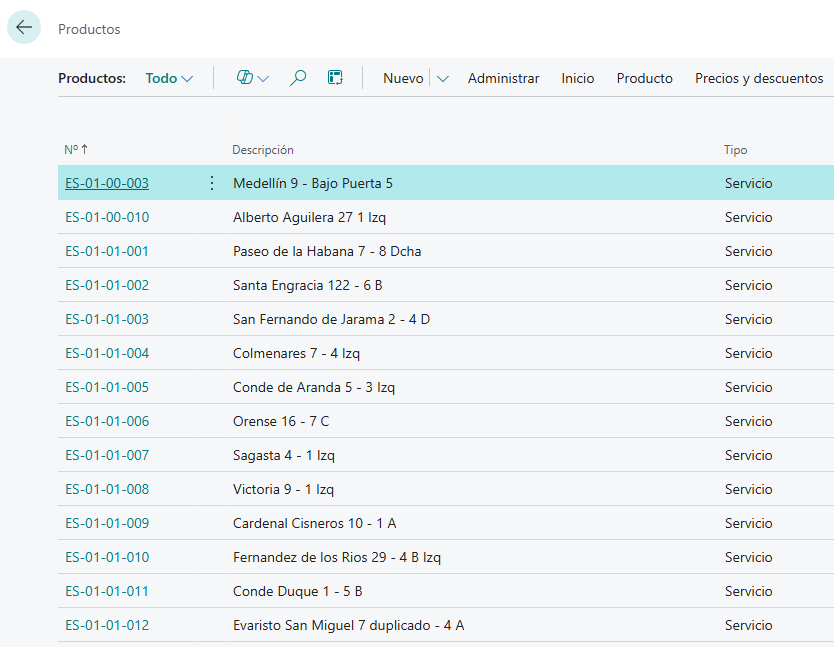 Productos
Productos: Todo Nuevo Administrar Inicio Producto Precios y descuentos
Nº ↑ Descripción Tipo
ES-01-00-003 Medellín 9 - Bajo Puerta 5 Servicio
ES-01-00-010 Alberto Aguilera 27 1 Izq Servicio
ES-01-01-001 Paseo de la Habana 7 - 8 Dcha Servicio
ES-01-01-002 Santa Engracia 122 - 6 B Servicio
ES-01-01-003 San Fernando de Jarama 2 - 4 D Servicio
ES-01-01-004 Colmenares 7 - 4 Izq Servicio
ES-01-01-005 Conde de Aranda 5 - 3 Izq Servicio
ES-01-01-006 Orense 16 - 7 C Servicio
ES-01-01-007 Sagasta 4 - 1 Izq Servicio
ES-01-01-008 Victoria 9 - 1 Izq Servicio
ES-01-01-009 Cardenal Cisneros 10 - 1 A Servicio
ES-01-01-010 Fernandez de los Rios 29 - 4 B Izq Servicio
ES-01-01-011 Conde Duque 1 - 5 B Servicio
ES-01-01-012 Evaristo San Miguel 7 duplicado - 4 A Servicio